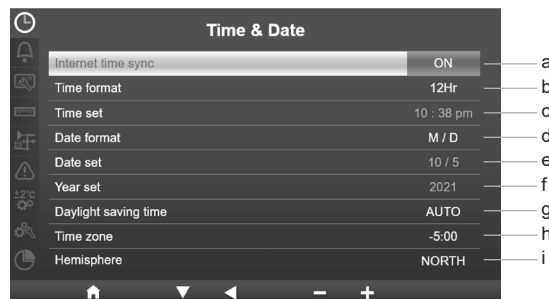 Time & Date
Internet time sync ON a
Time format 12Hr b
Time set 10 : 38 pm c
Date format M / D d
Date set 10 / 5 e
Year set 2021 f
Daylight saving time AUTO g
Time zone -5:00 h
Hemisphere NORTH i
±2°C